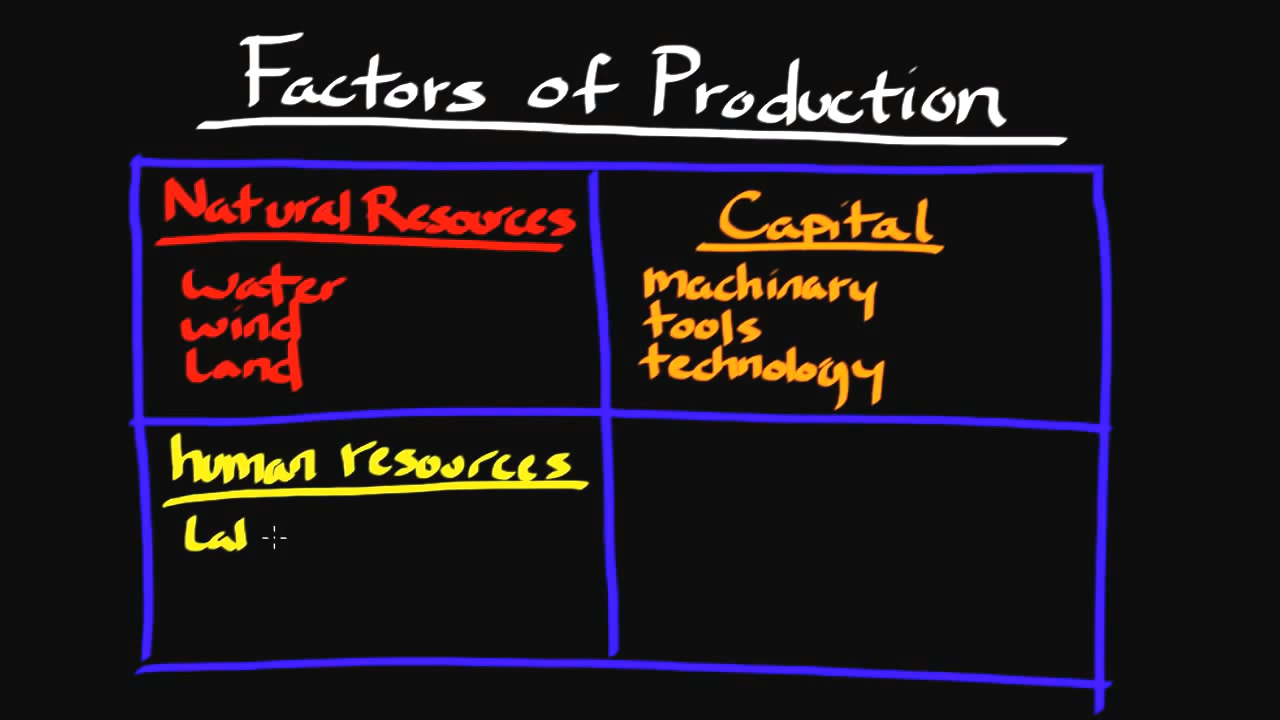 Factors of Production
Natural Resources
water
wind
Land
Capital
machinary
tools
technology
human resources